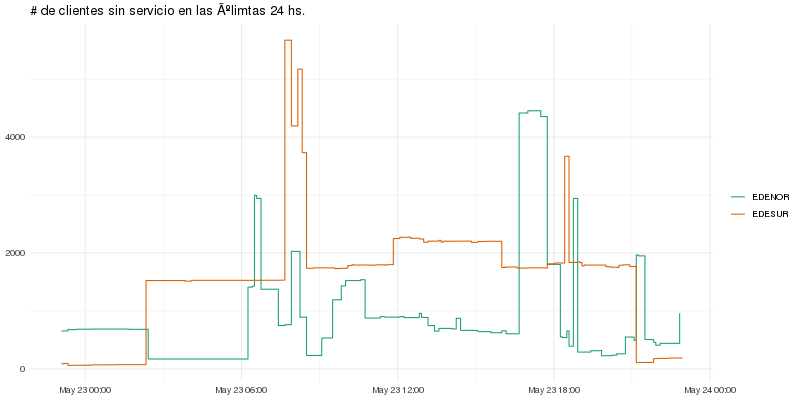 # de clientes sin servicio en las Ãºlimtas 24 hs.
4000
2000
0
May 23 00:00
May 23 06:00
May 23 12:00
May 23 18:00
May 24 00:00
EDENOR
EDESUR